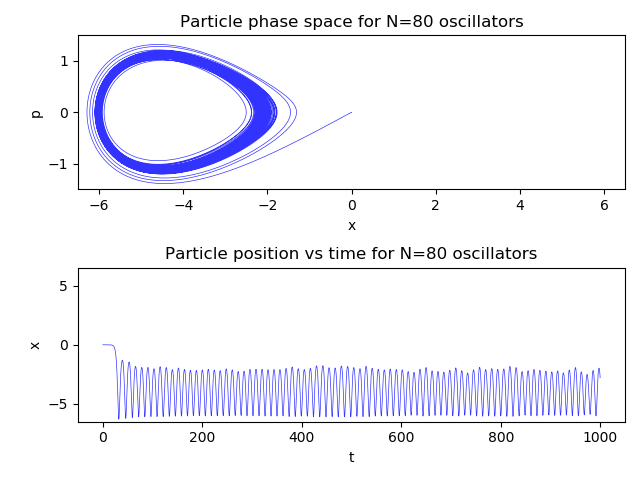 Particle phase space for N=80 oscillators
1
0
−1
p
−6 −4 −2 0 2 4 6
x
Particle position vs time for N=80 oscillators
5
0
−5
x
0 200 400 600 800 1000
t